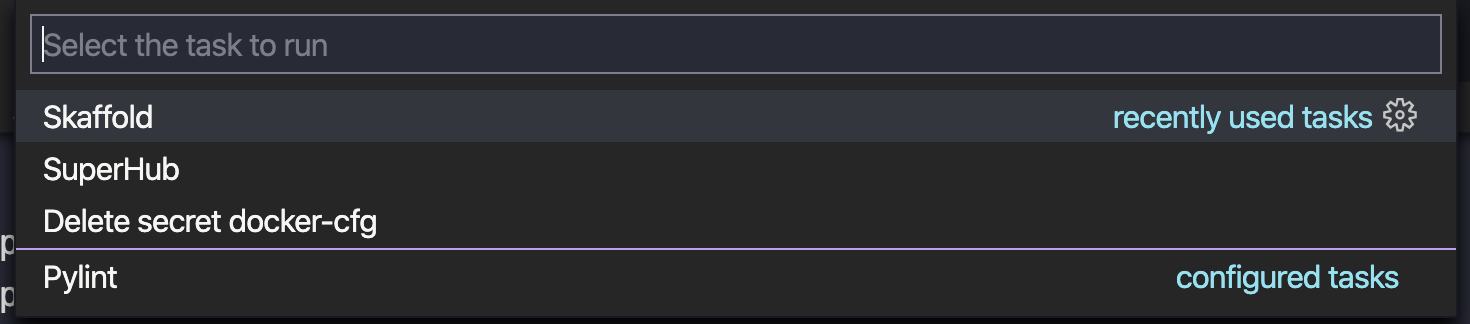 Select the task to run
Skaffold recently used tasks
SuperHub
Delete secret docker-cfg
Pylint configured tasks
p
p